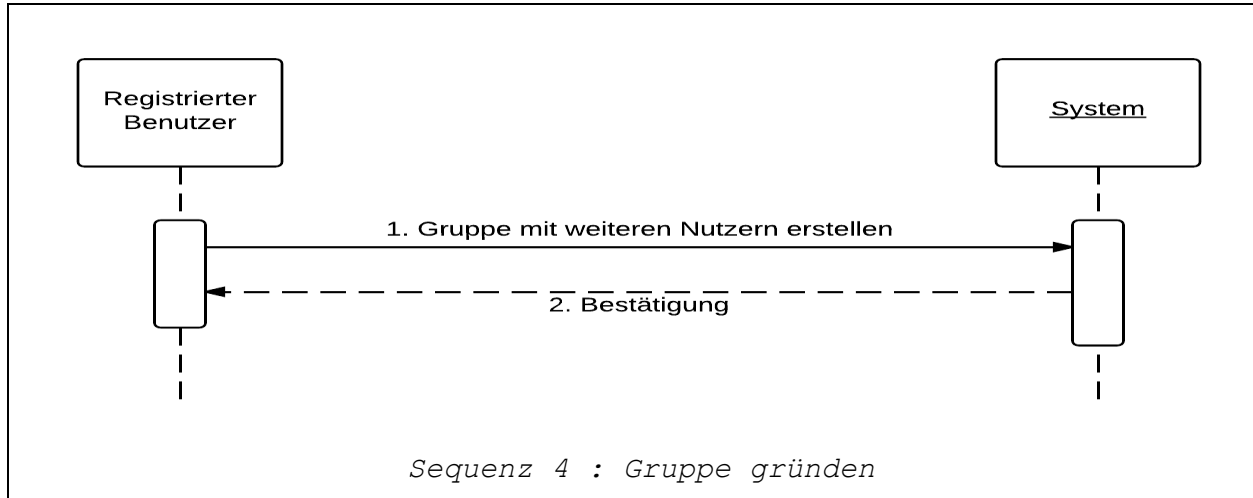 Registrierter
Benutzer
System
1. Gruppe mit weiteren Nutzern erstellen
2. Bestätigung
Sequenz 4 : Gruppe gründen